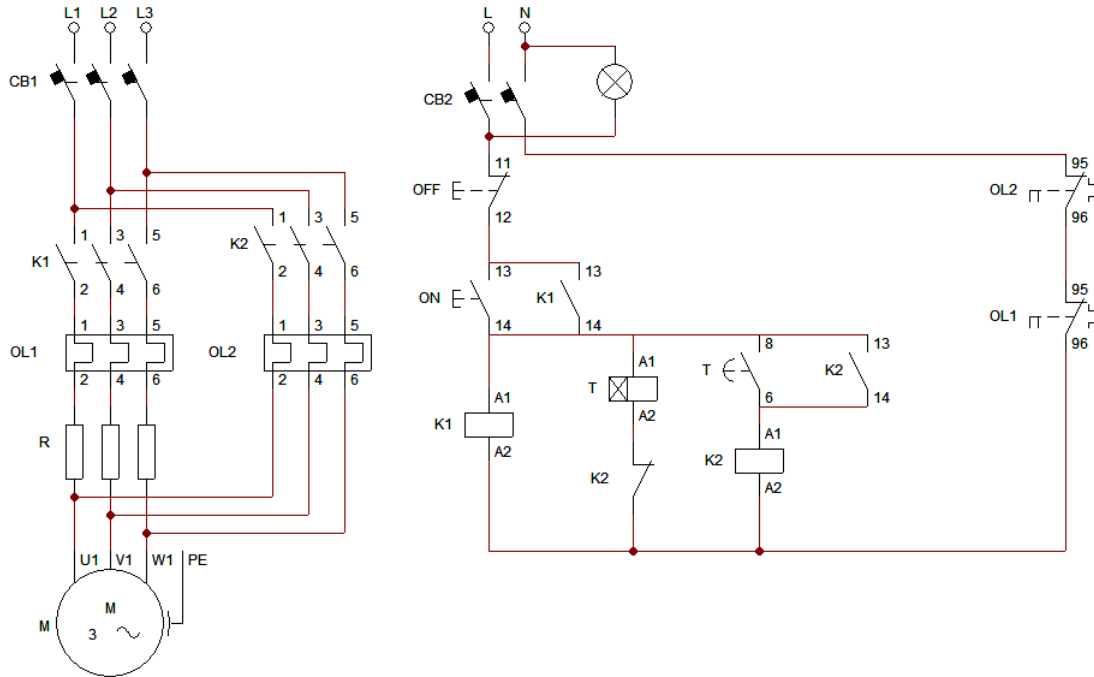 L1 L2 L3
L N
CB1
CB2
11
OFF
12
95
OL2
96
1 3 5
K1
2 4 6
1 3 5
K2
2 4 6
13 13
ON K1
14 14
95
OL1
96
1 3 5
OL1
2 4 6
1 3 5
OL2
2 4 6
A1
T
A2
8
T
6
13
K2
14
A1
K1
A2
R
K2
A1
K2
A2
U1 V1 W1 PE
M
M
3